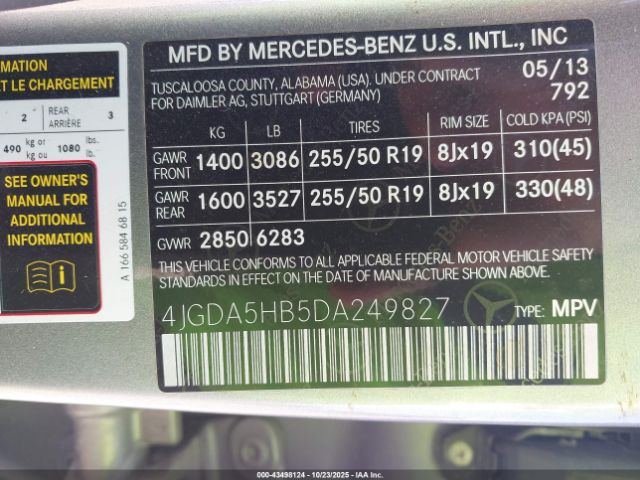 MATION
ET LE CHARGEMENT
2 REAR ARRIÈRE 3
490 kg or kg ou 1080 lbs. lb.
SEE OWNER'S
MANUAL FOR
ADDITIONAL
INFORMATION
A 166 584 68 15
MFD BY MERCEDES-BENZ U.S. INTL., INC
TUSCALOOSA COUNTY, ALABAMA (USA). UNDER CONTRACT 05/13
FOR DAIMLER AG, STUTTGART (GERMANY) 792
KG LB TIRES RIM SIZE COLD KPA (PSI)
GAWR FRONT 1400 3086 255/50 R19 8Jx19 310(45)
GAWR REAR 1600 3527 255/50 R19 8Jx19 330(48)
GVWR 2850 6283
THIS VEHICLE CONFORMS TO ALL APPLICABLE FEDERAL MOTOR VEHICLE SAFETY
STANDARDS IN EFFECT ON THE DATE OF MANUFACTURE SHOWN ABOVE.
4JGDA5HB5DA249827
TYPE: MPV
000-43498124 - 10/23/2025 - IAA Inc.